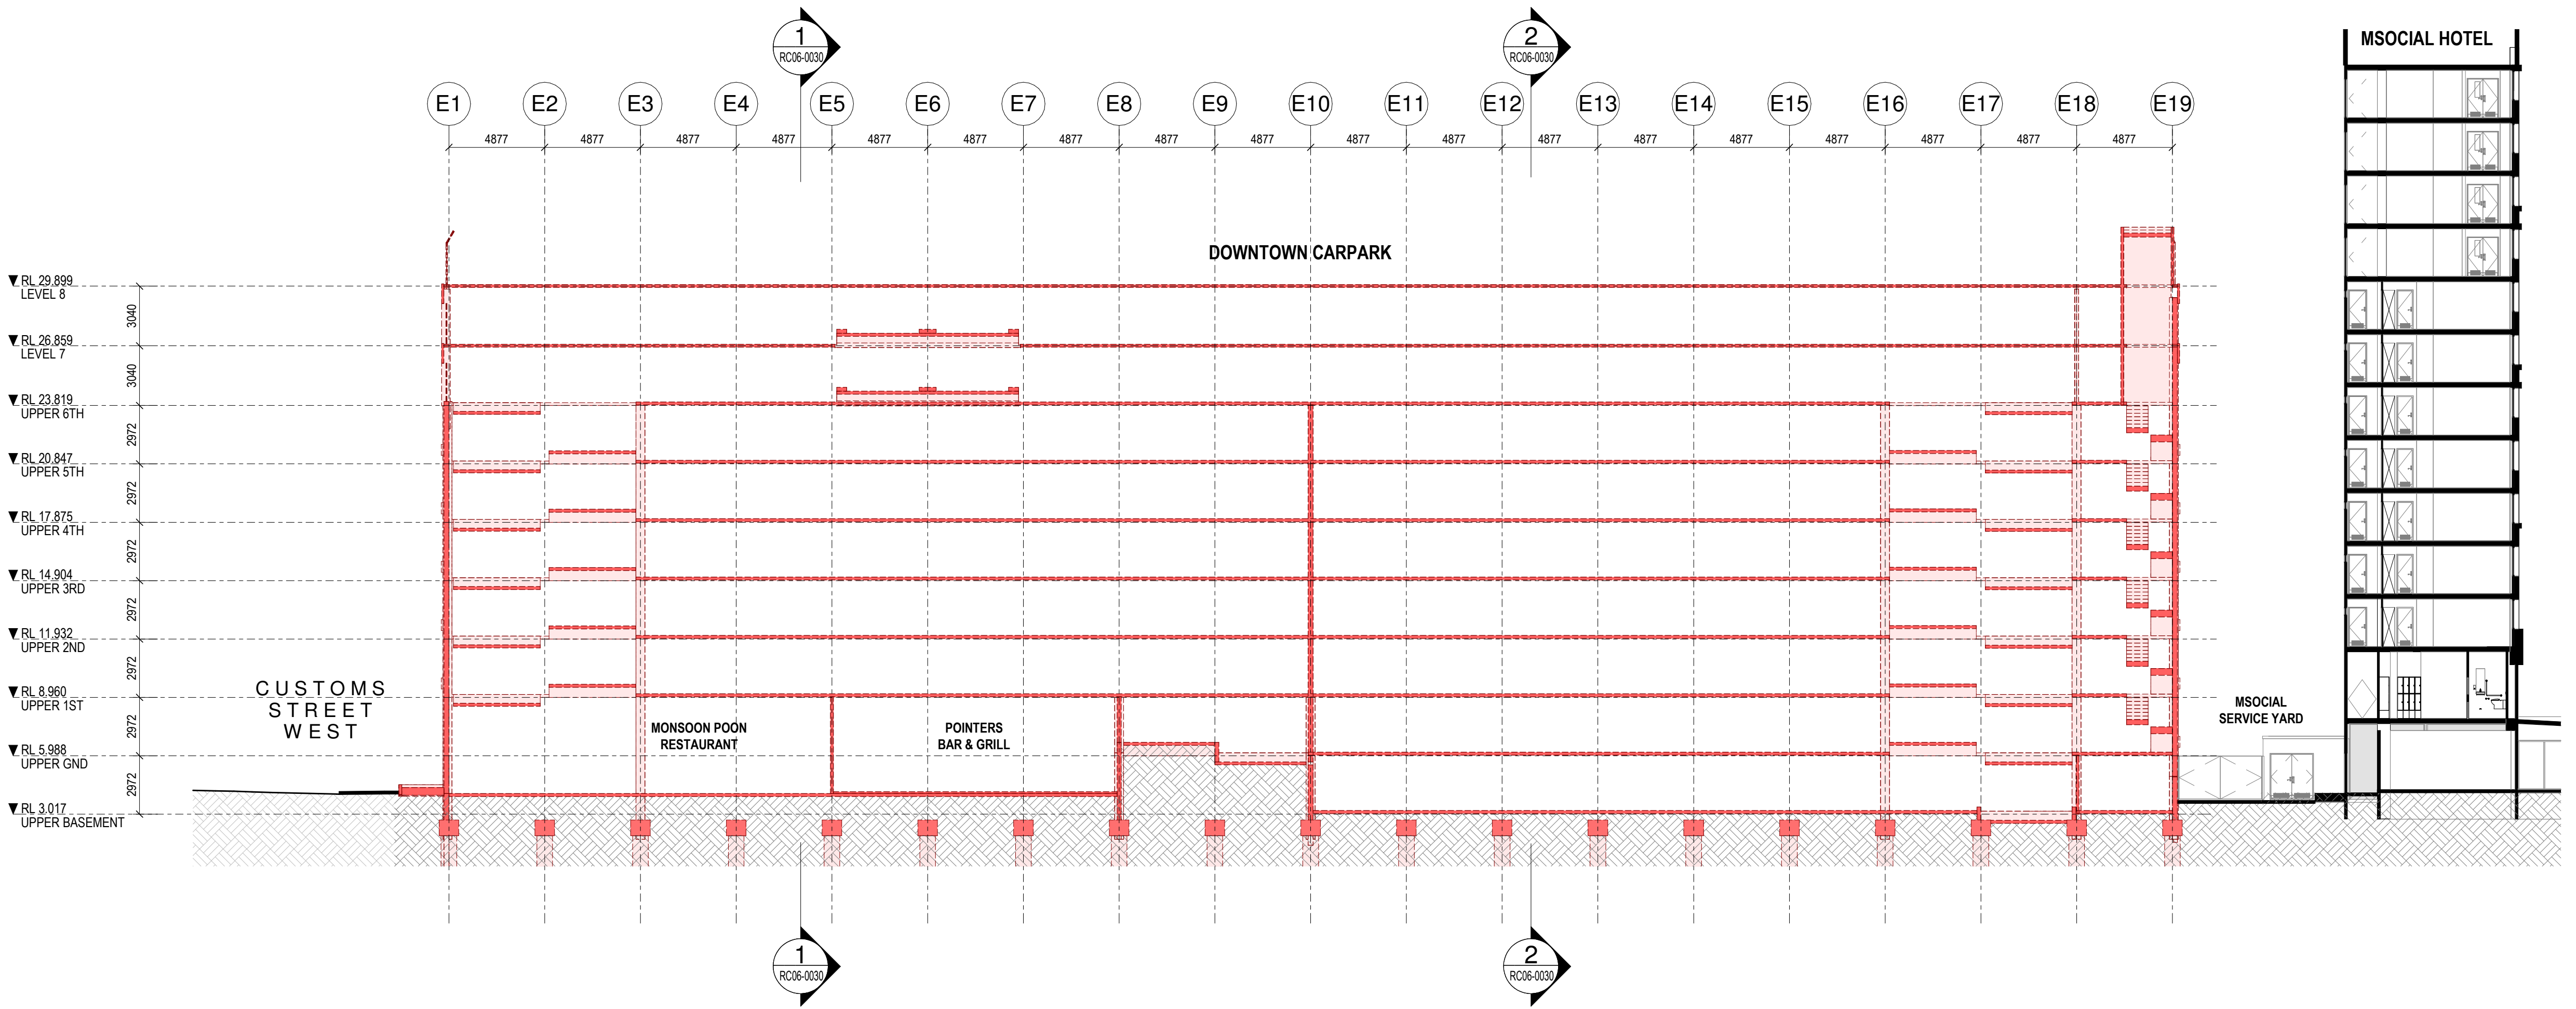 1
RC06-0030
2
RC06-0030
MSOCIAL HOTEL
E1 E2 E3 E4 E5 E6 E7 E8 E9 E10 E11 E12 E13 E14 E15 E16 E17 E18 E19
4877 4877 4877 4877 4877 4877 4877 4877 4877 4877 4877 4877 4877 4877 4877 4877 4877 4877
DOWNTOWN CARPARK
RL 29.899
LEVEL 8
3040
RL 26.859
LEVEL 7
3040
RL 23.819
UPPER 6TH
2972
RL 20.847
UPPER 5TH
2972
RL 17.875
UPPER 4TH
2972
RL 14.904
UPPER 3RD
2972
RL 11.932
UPPER 2ND
2972
RL 8.960
UPPER 1ST
2972
RL 5.988
UPPER GND
2972
RL 3.017
UPPER BASEMENT
CUSTOMS
STREET
WEST
MONSOON POON
RESTAURANT
POINTERS
BAR & GRILL
MSOCIAL
SERVICE YARD
1
RC06-0030
2
RC06-0030